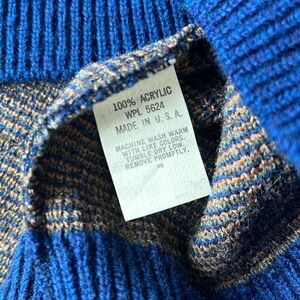 100% ACRYLIC
WPL 5624
MADE IN U.S.A.
MACHINE WASH WARM
WITH LIKE COLORS.
TUMBLE DRY LOW.
REMOVE PROMPTLY.